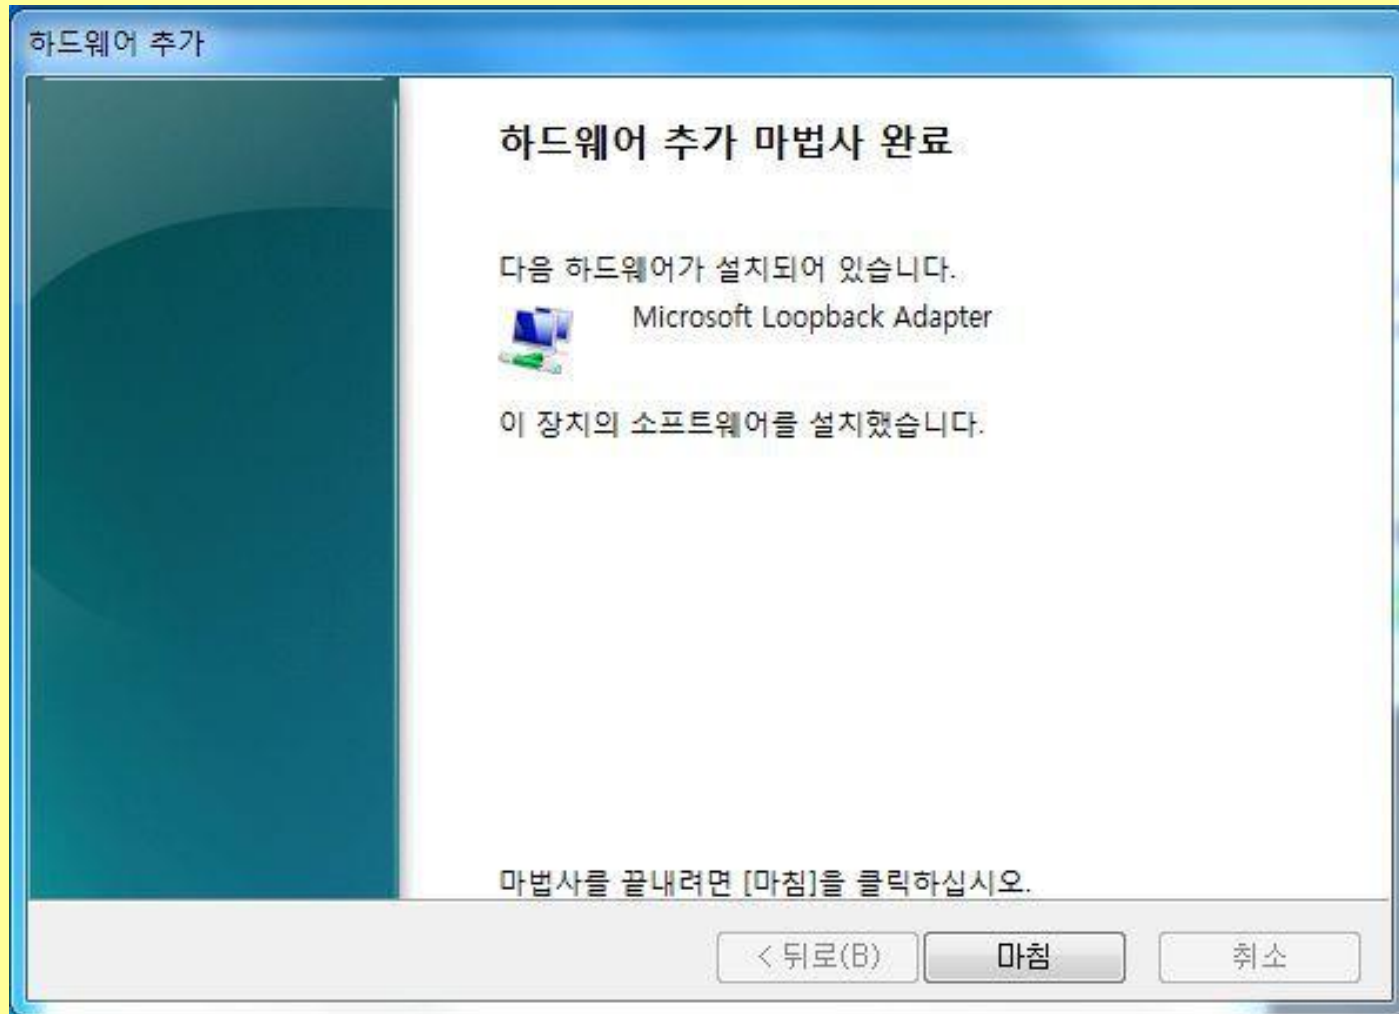 하드웨어 추가
하드웨어 추가 마법사 완료
다음 하드웨어가 설치되어 있습니다.
Microsoft Loopback Adapter
이 장치의 소프트웨어를 설치했습니다.
마법사를 끝내려면 [마침]을 클릭하십시오.
< 뒤로(B) 마침 취소